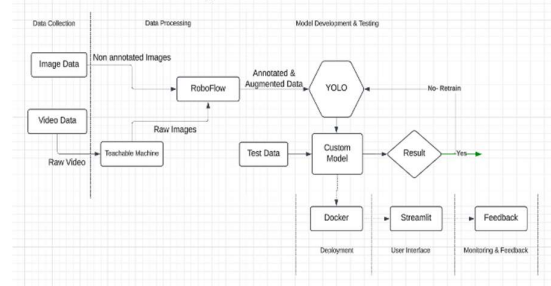 Data Collection
Data Processing
Model Development & Testing
Image Data
Non annotated Images
RoboFlow
Annotated &
Augmented Data
YOLO
No- Retrain
Video Data
Raw Images
Raw Video
Teachable Machine
Test Data
Custom
Model
Result
Yes
Docker
Streamlit
Feedback
Deployment
User Interface
Monitoring & Feedback